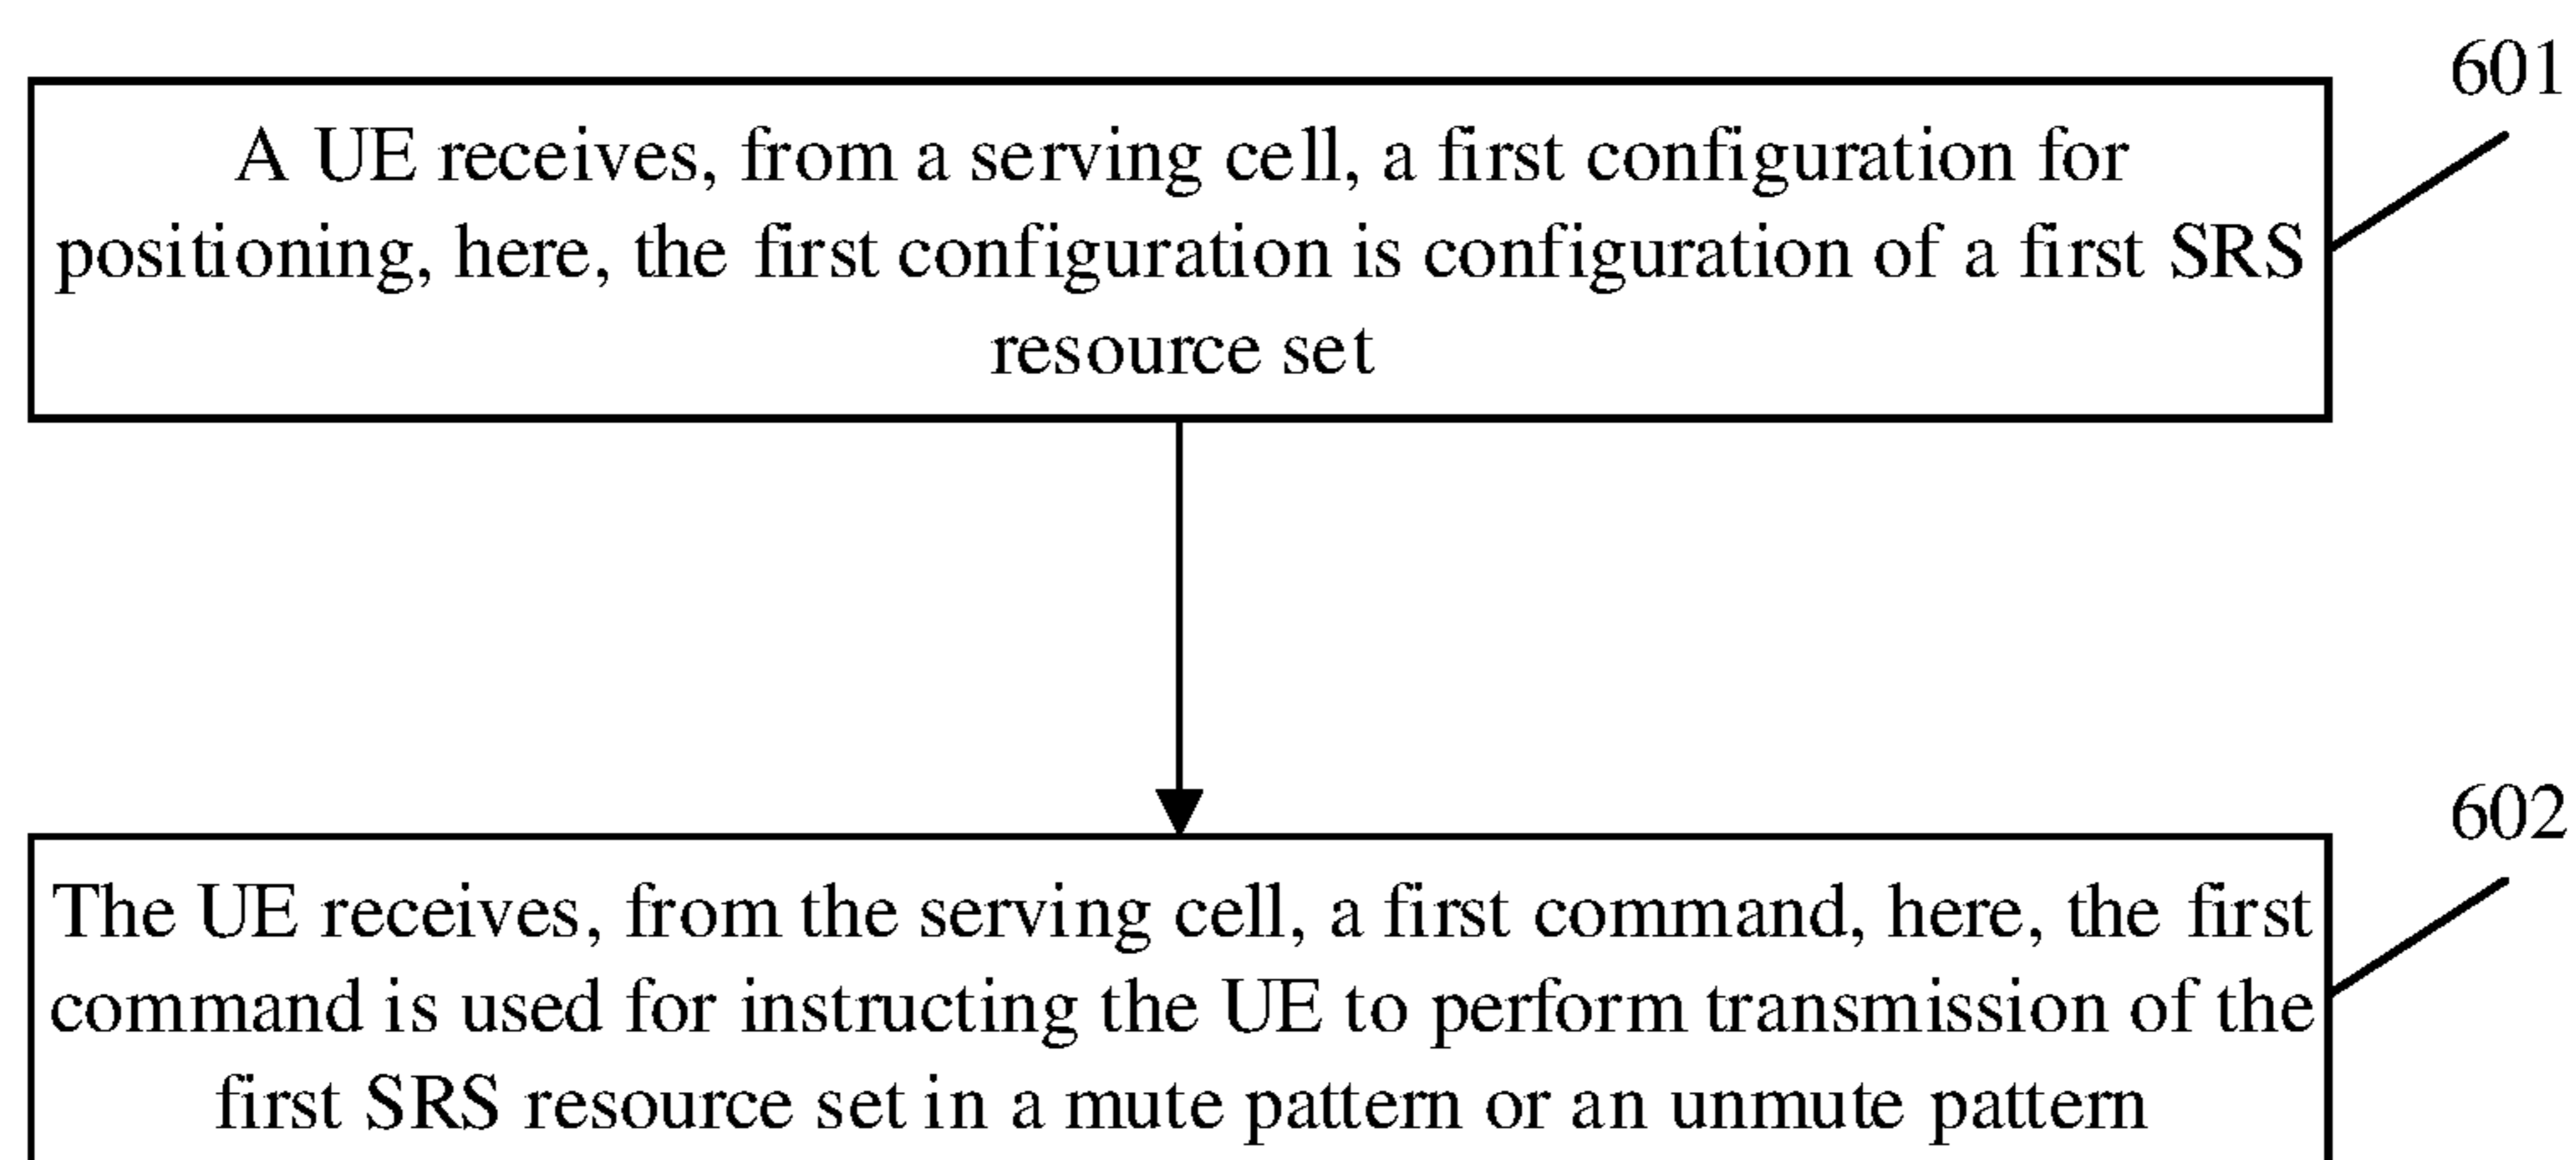 601
A UE receives, from a serving cell, a first configuration for
positioning, here, the first configuration is configuration of a first SRS
resource set
602
The UE receives, from the serving cell, a first command, here, the first
command is used for instructing the UE to perform transmission of the
first SRS resource set in a mute pattern or an unmute pattern